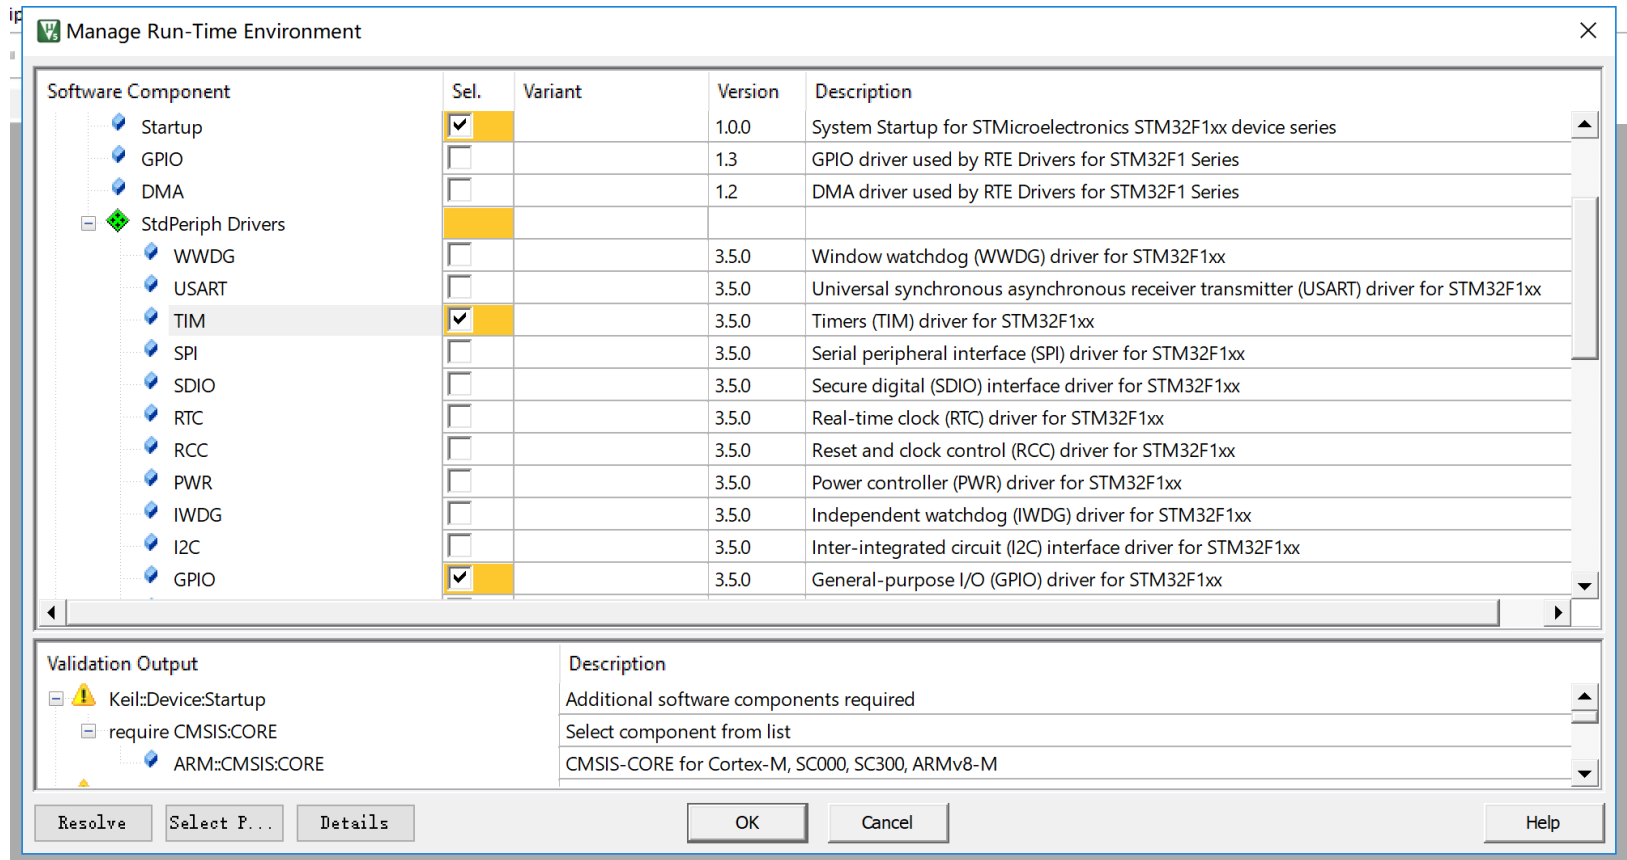 ip
Manage Run-Time Environment
Software Component Sel. Variant Version Description
Startup 1.0.0 System Startup for STMicroelectronics STM32F1xx device series
GPIO 1.3 GPIO driver used by RTE Drivers for STM32F1 Series
DMA 1.2 DMA driver used by RTE Drivers for STM32F1 Series
StdPeriph Drivers
WWDG 3.5.0 Window watchdog (WWDG) driver for STM32F1xx
USART 3.5.0 Universal synchronous asynchronous receiver transmitter (USART) driver for STM32F1xx
TIM 3.5.0 Timers (TIM) driver for STM32F1xx
SPI 3.5.0 Serial peripheral interface (SPI) driver for STM32F1xx
SDIO 3.5.0 Secure digital (SDIO) interface driver for STM32F1xx
RTC 3.5.0 Real-time clock (RTC) driver for STM32F1xx
RCC 3.5.0 Reset and clock control (RCC) driver for STM32F1xx
PWR 3.5.0 Power controller (PWR) driver for STM32F1xx
IWDG 3.5.0 Independent watchdog (IWDG) driver for STM32F1xx
I2C 3.5.0 Inter-integrated circuit (I2C) interface driver for STM32F1xx
GPIO 3.5.0 General-purpose I/O (GPIO) driver for STM32F1xx
Validation Output Description
Keil::Device:Startup Additional software components required
require CMSIS:CORE Select component from list
ARM::CMSIS:CORE CMSIS-CORE for Cortex-M, SC000, SC300, ARMv8-M
Resolve Select P... Details OK Cancel Help